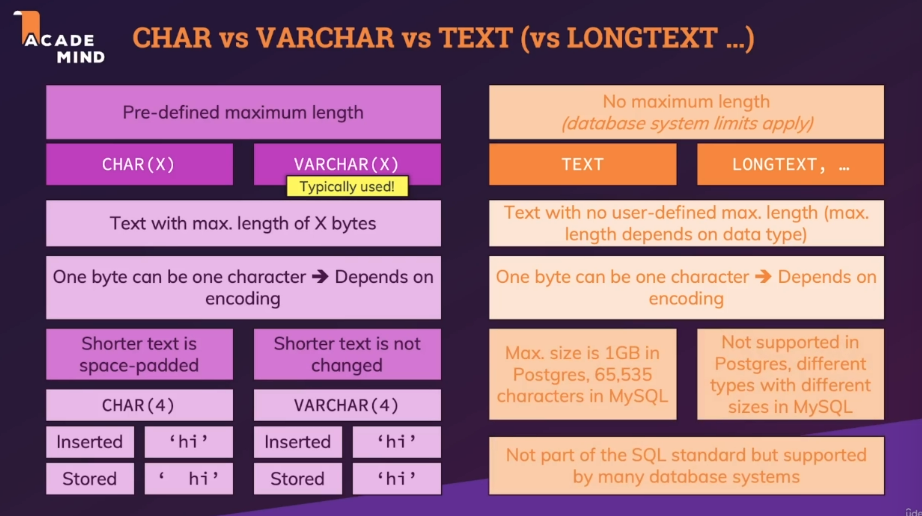 ACADE
MIND
CHAR vs VARCHAR vs TEXT (vs LONGTEXT …)
Pre-defined maximum length
CHAR(X)
VARCHAR(X)
Typically used!
Text with max. length of X bytes
One byte can be one character ➔ Depends on
encoding
Shorter text is
space-padded
Shorter text is not
changed
CHAR(4)
VARCHAR(4)
Inserted
‘hi’
Inserted
‘hi’
Stored
‘  hi’
Stored
‘hi’
No maximum length
(database system limits apply)
TEXT
LONGTEXT, …
Text with no user-defined max. length (max.
length depends on data type)
One byte can be one character ➔ Depends on
encoding
Max. size is 1GB in
Postgres, 65,535
characters in MySQL
Not supported in
Postgres, different
types with different
sizes in MySQL
Not part of the SQL standard but supported
by many database systems